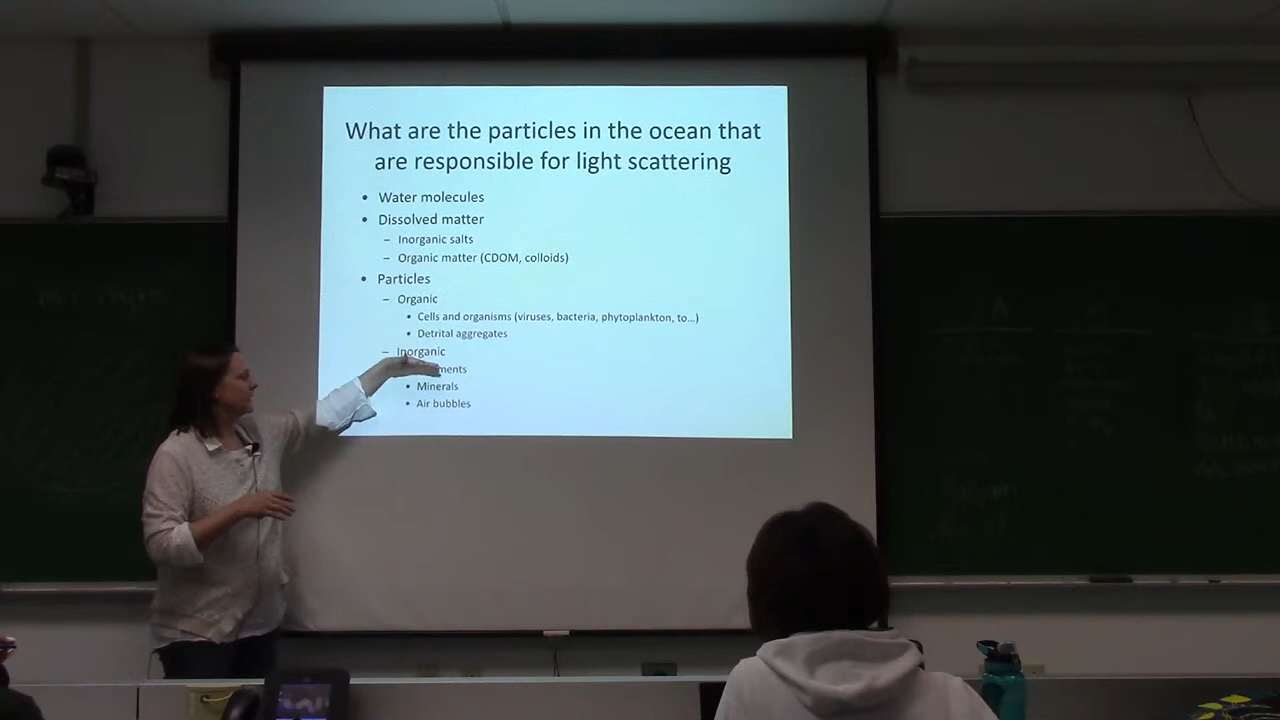 What are the particles in the ocean that
are responsible for light scattering
• Water molecules
• Dissolved matter
– Inorganic salts
– Organic matter (CDOM, colloids)
• Particles
– Organic
• Cells and organisms (viruses, bacteria, phytoplankton, to…)
• Detrital aggregates
– Inorganic
ments
• Minerals
• Air bubbles